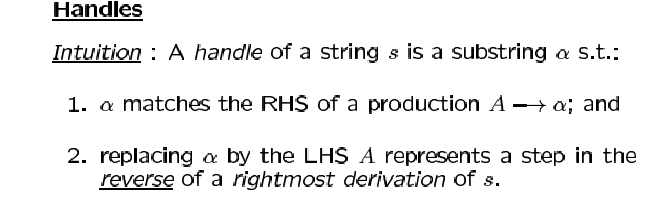 Handles
Intuition : A handle of a string s is a substring α s.t.:
1. α matches the RHS of a production A ⟶ α; and
2. replacing α by the LHS A represents a step in the
reverse of a rightmost derivation of s.